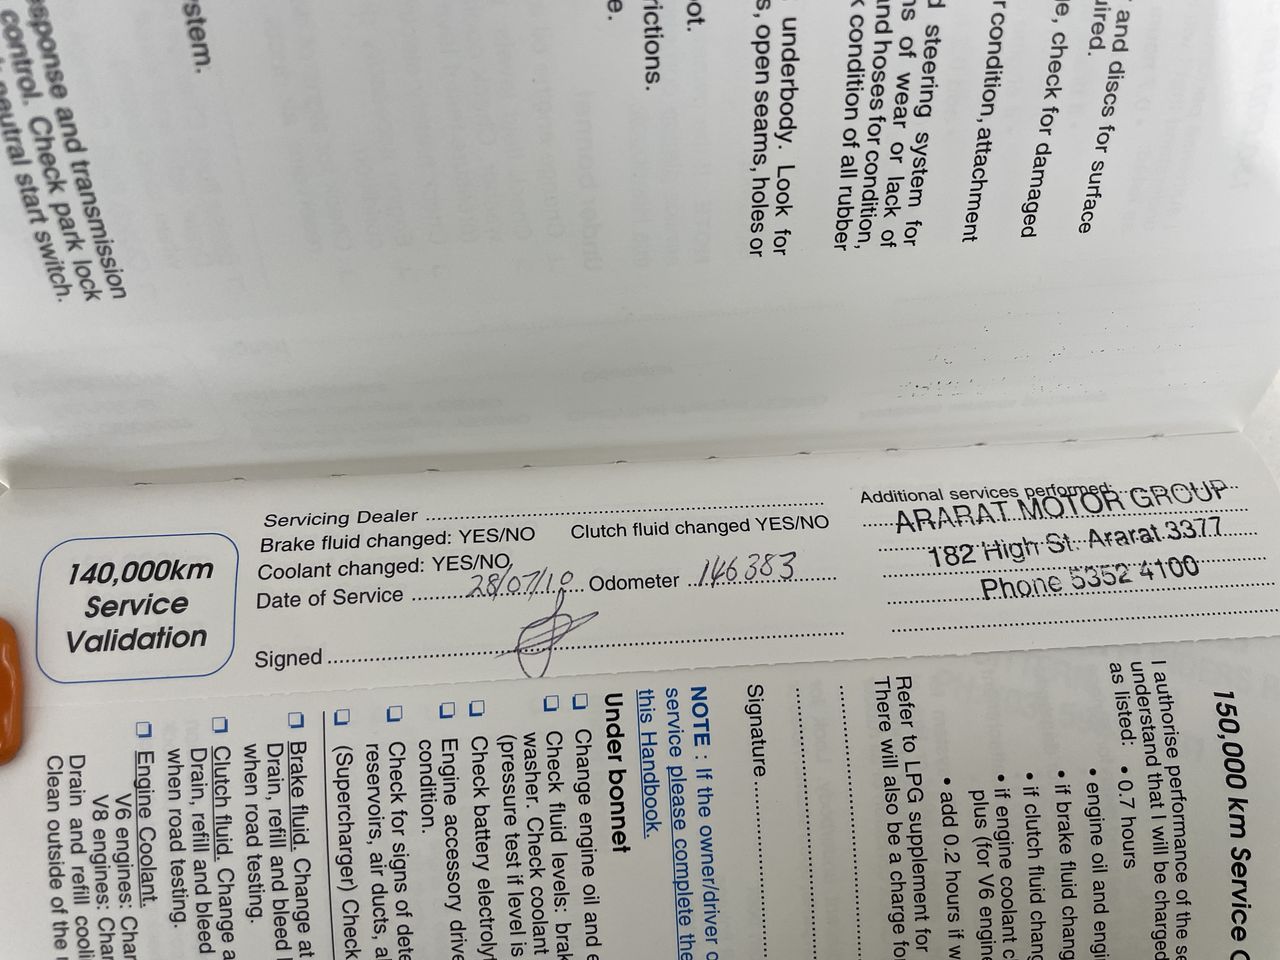 and discs for surface
uired.
e, check for damaged
r condition, attachment
d steering system for
ns of wear or lack of
and hoses for condition,
k condition of all rubber
underbody. Look for
s, open seams, holes or
ot.
rictions.
e.
ystem.
esponse and transmission
control. Check park lock
neutral start switch.
140,000km
Service
Validation
Servicing Dealer
Brake fluid changed: YES/NO Clutch fluid changed YES/NO
Coolant changed: YES/NO
Date of Service 28/07/10 Odometer 146383
Signed
Additional services performed:
ARARAT MOTOR GROUP
182 High St. Ararat 3377
Phone 5352 4100
150,000 km Service
I authorise performance of the se
understand that I will be charged
as listed: • 0.7 hours
• engine oil and engi
• if brake fluid chang
• if clutch fluid chang
• if engine coolant c
plus (for V6 engine
• add 0.2 hours if w
Refer to LPG supplement for
There will also be a charge fo
Signature
NOTE : If the owner/driver
service please complete the
this Handbook.
Under bonnet
❑ Change engine oil and e
❑ Check fluid levels: brak
washer. Check coolant
(pressure test if level is
❑ Check battery electroly
❑ Engine accessory drive
condition.
❑ Check for signs of dete
reservoirs, air ducts, a
❑ (Supercharger) Check
❑ Brake fluid. Change at
Drain, refill and bleed
when road testing.
❑ Clutch fluid. Change a
Drain, refill and bleed
when road testing.
❑ Engine Coolant.
V6 engines: Char
V8 engines: Char
Drain and refill cooli
Clean outside of the